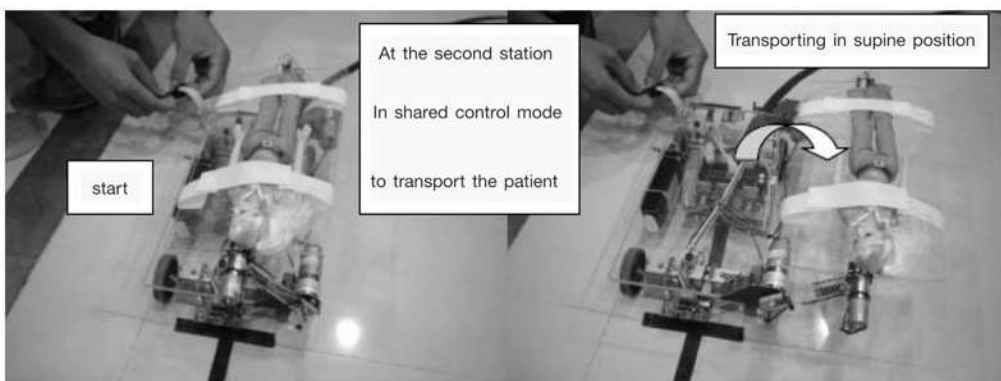 start
At the second station
In shared control mode
to transport the patient
Transporting in supine position